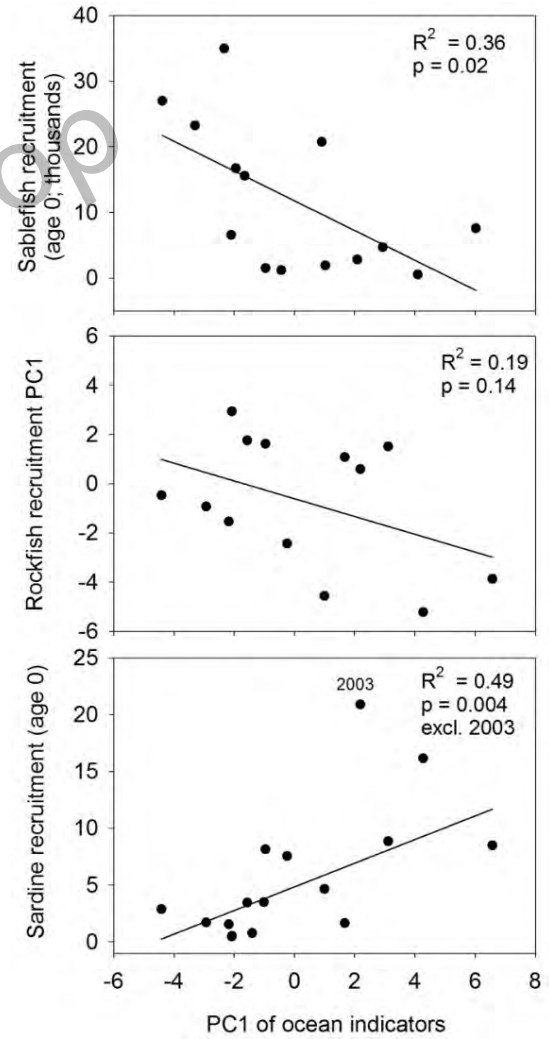 40
30
20
10
0
Sablefish recruitment
(age 0; thousands)
R² = 0.36
p = 0.02
op
6
4
2
0
-2
-4
-6
Rockfish recruitment PC1
R² = 0.19
p = 0.14
25
20
15
10
5
0
Sardine recruitment (age 0)
2003
R² = 0.49
p = 0.004
excl. 2003
-6 -4 -2 0 2 4 6 8
PC1 of ocean indicators